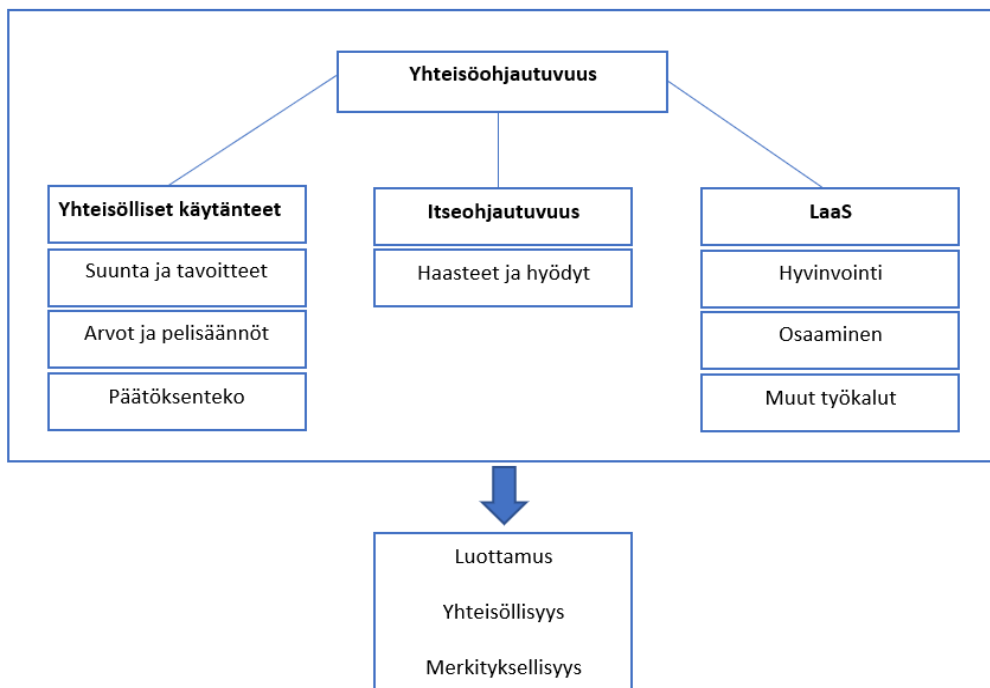 Yhteisöohjautuvuus
Yhteisölliset käytänteet
Suunta ja tavoitteet
Arvot ja pelisäännöt
Päätöksenteko
Itseohjautuvuus
Haasteet ja hyödyt
LaaS
Hyvinvointi
Osaaminen
Muut työkalut
Luottamus
Yhteisöllisyys
Merkityksellisyys